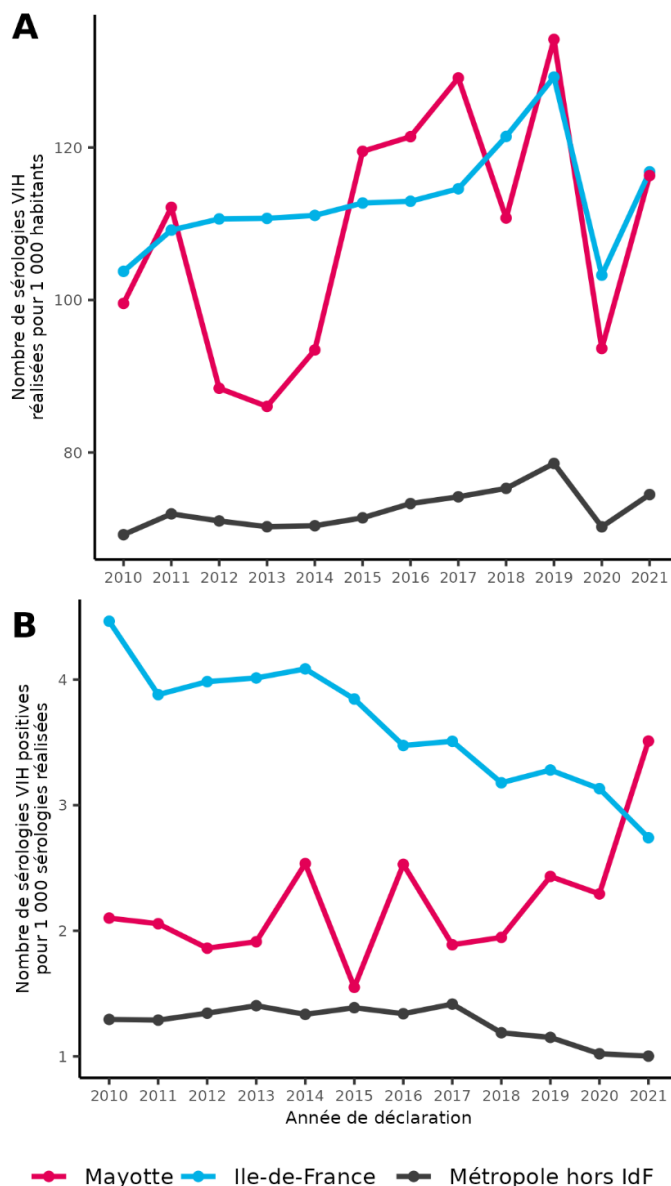 A
Nombre de sérologies VIH
réalisées pour 1 000 habitants
120
100
80
2010 2011 2012 2013 2014 2015 2016 2017 2018 2019 2020 2021
B
Nombre de sérologies VIH positives
pour 1 000 sérologies réalisées
4
3
2
1
2010 2011 2012 2013 2014 2015 2016 2017 2018 2019 2020 2021
Année de déclaration
Mayotte Ile-de-France Métropole hors IdF